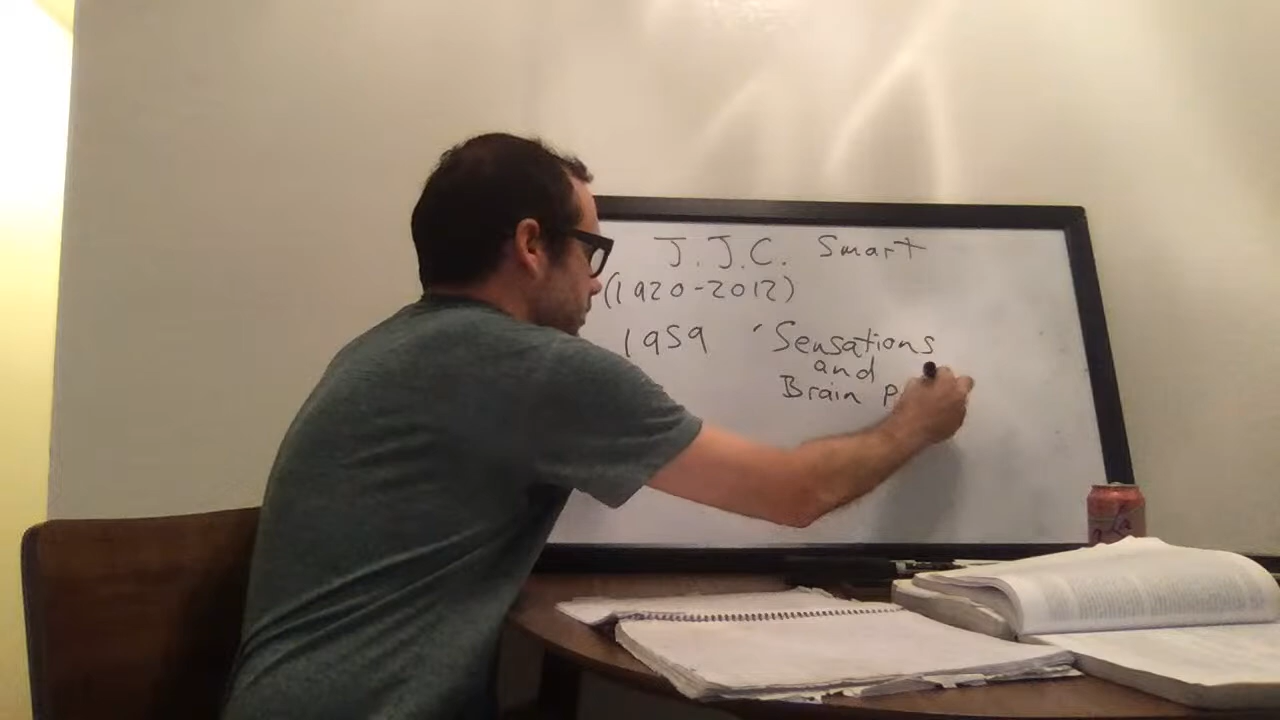 J.J.C. Smart
(1920-2012)
1959 'Sensations
and
Brain P